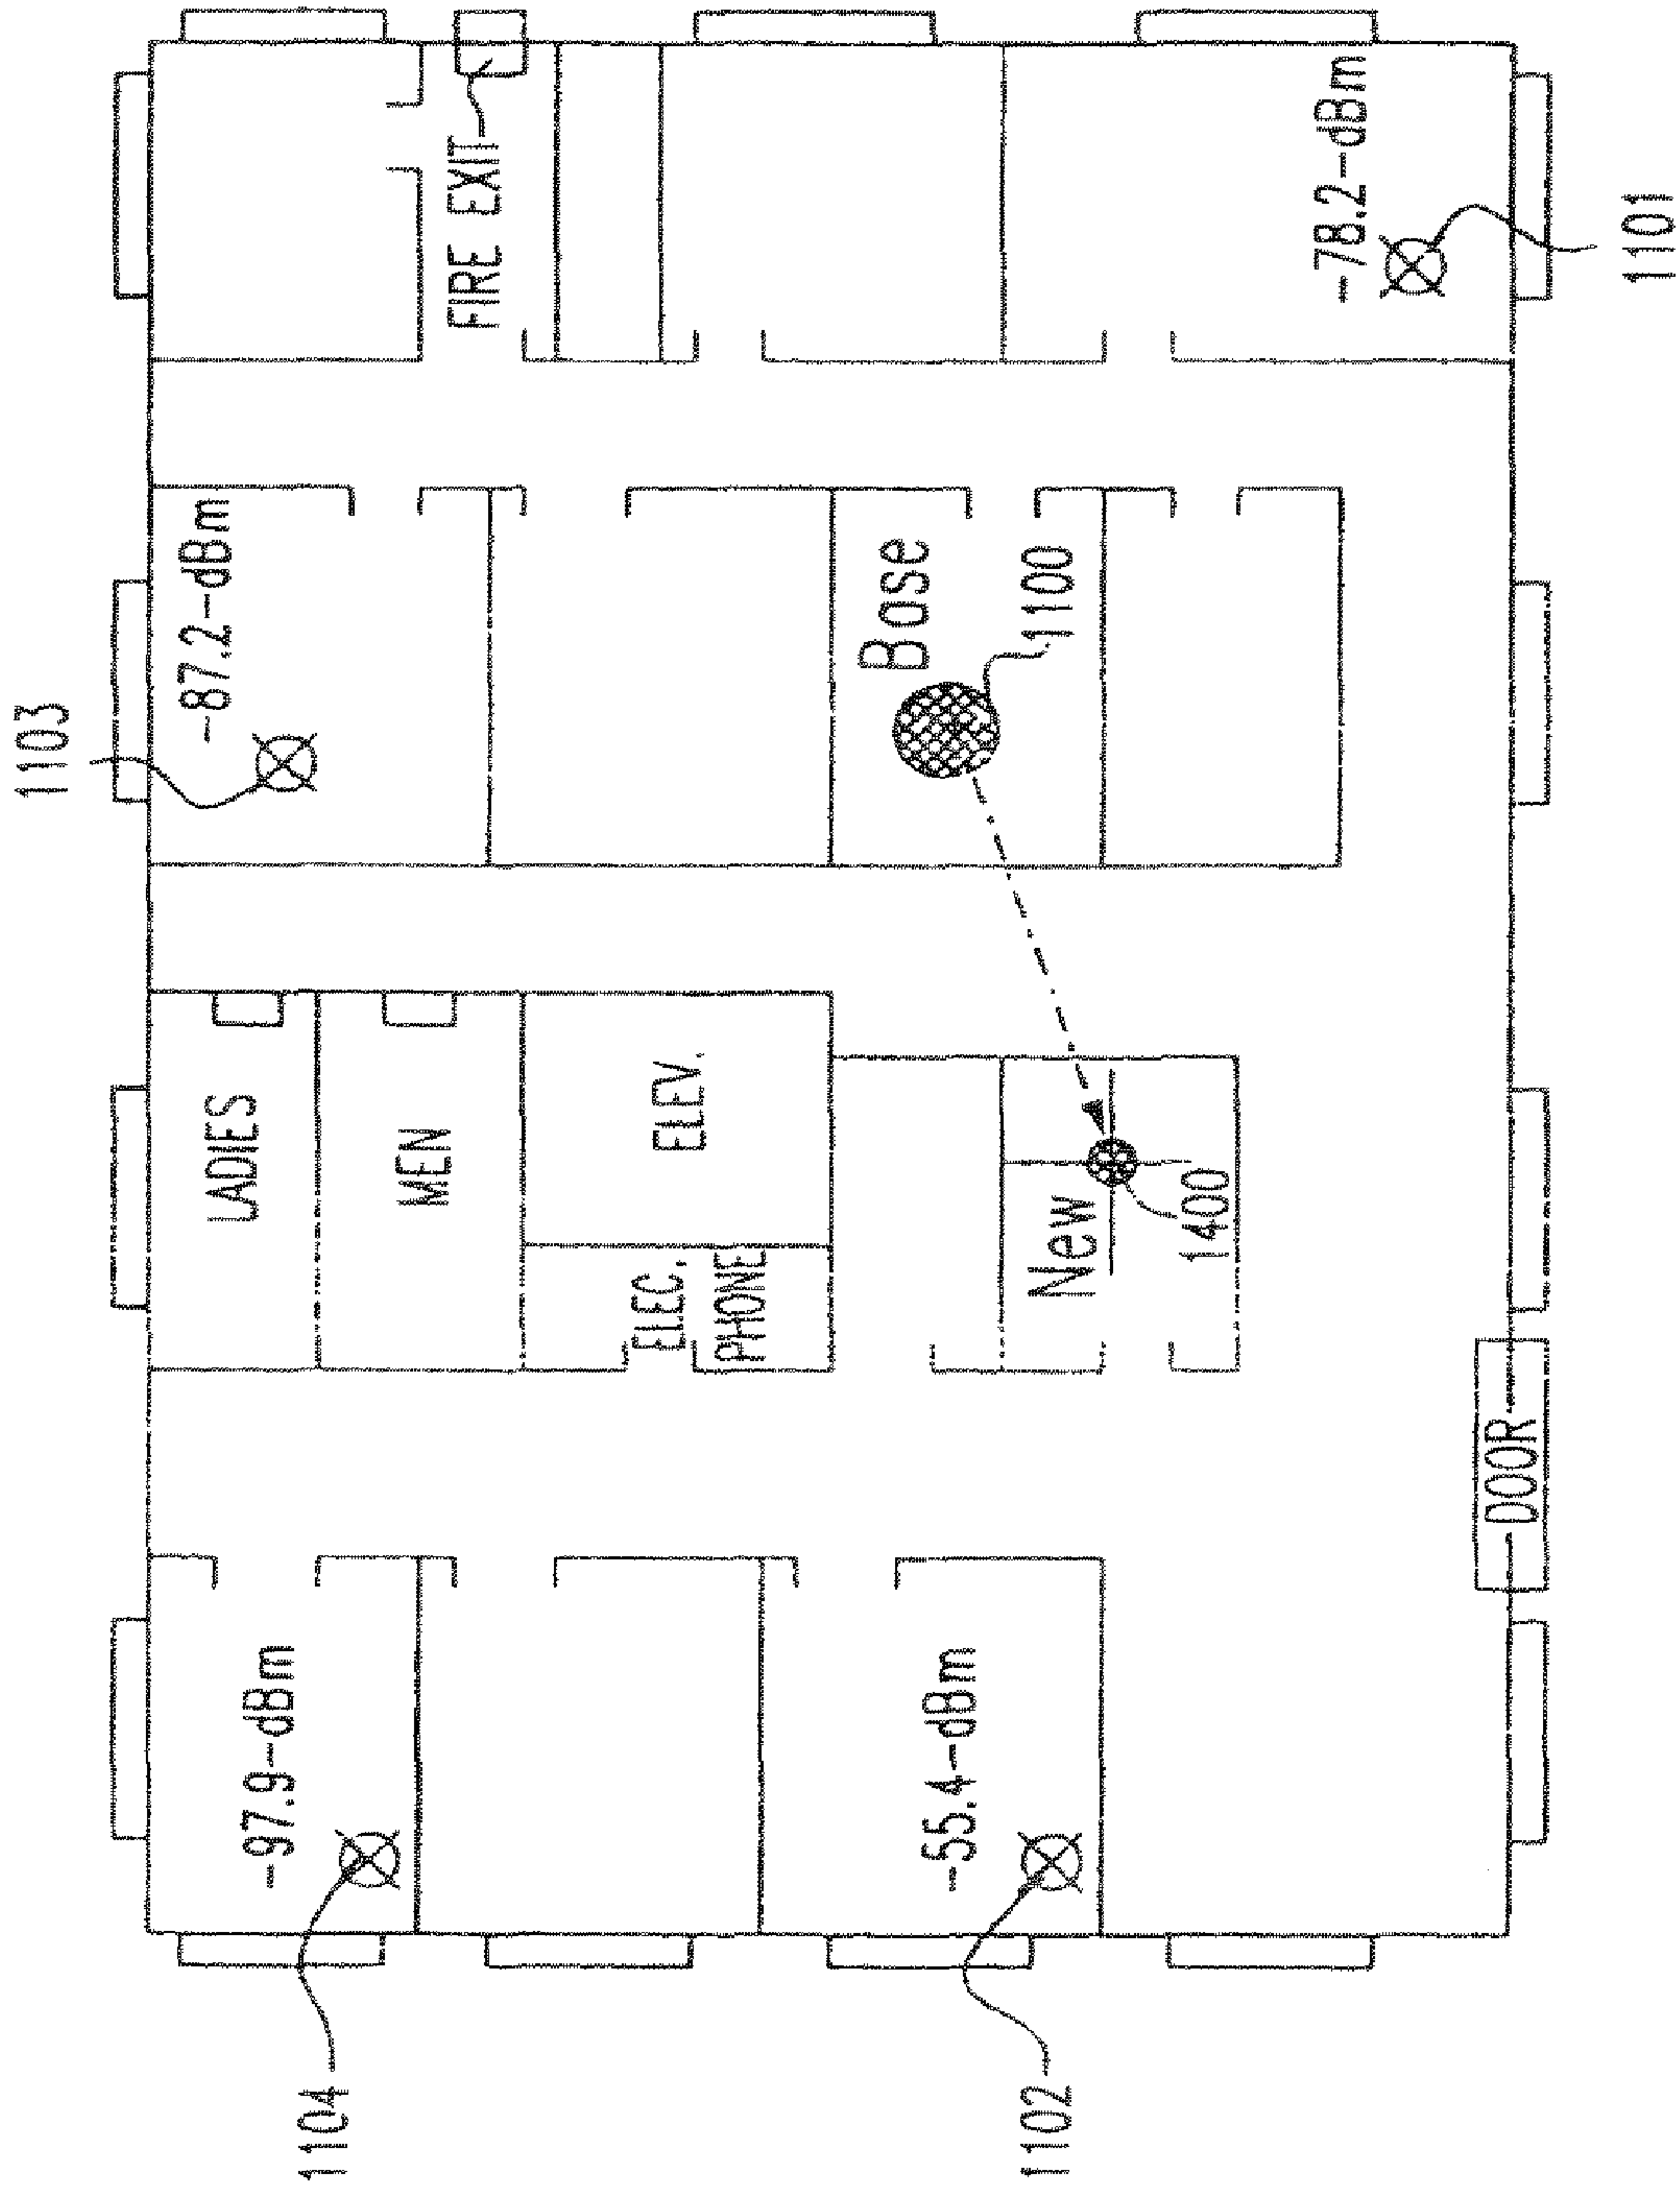 1103
-87.2-dBm
LADIES
-97.9-dBm
1104
MEN
FIRE EXIT
ELEC.
PHONE
ELEV.
Base
-55.4-dBm
1102
1100
New
1400
-78.2-dBm
DOOR
1101